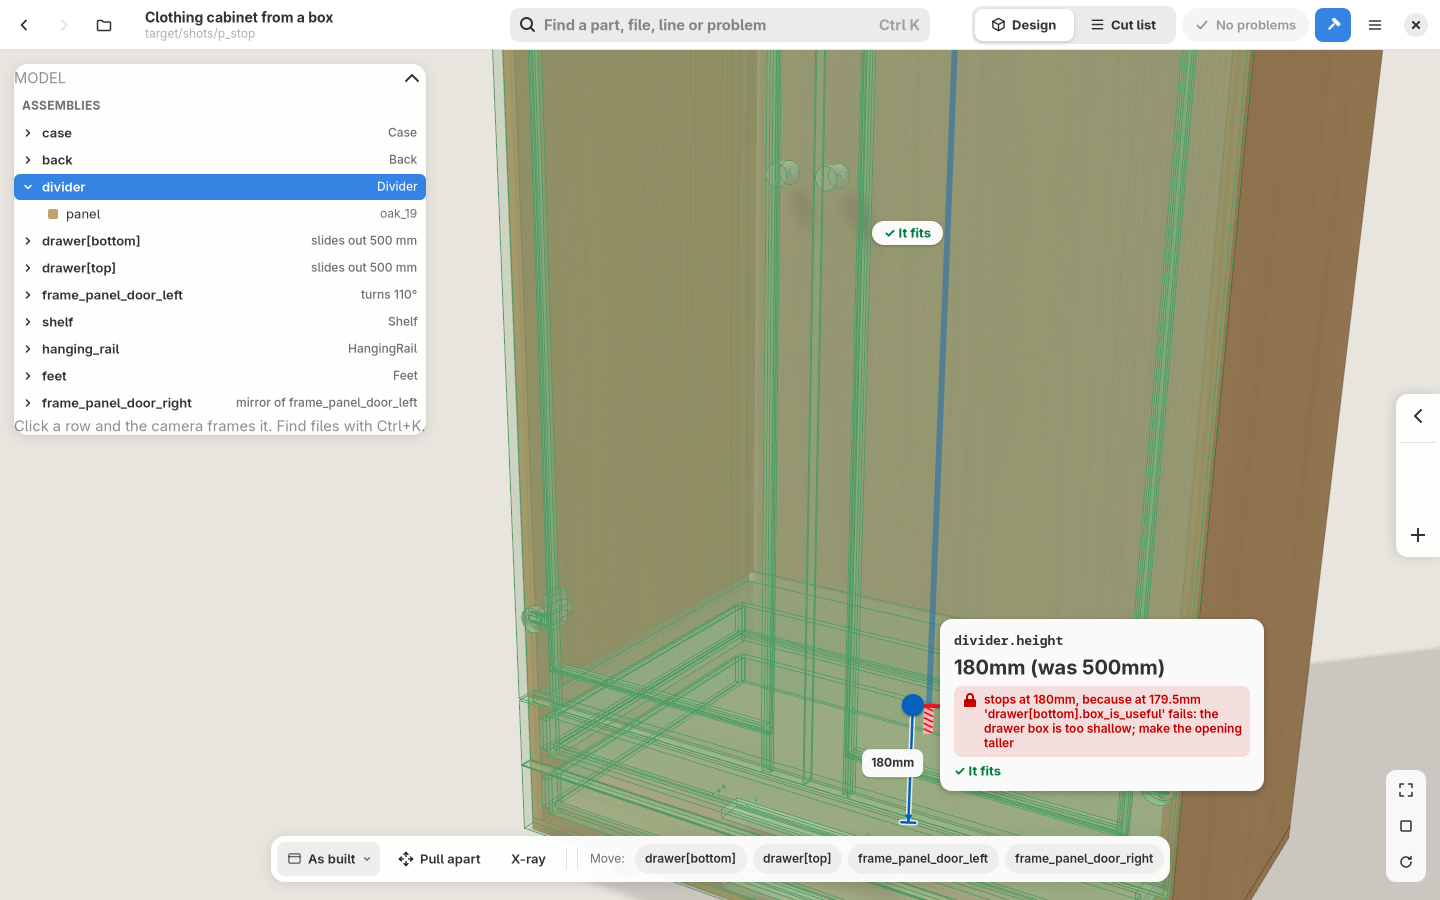 Clothing cabinet from a box
target/shots/p_stop
Find a part, file, line or problem
Ctrl K
Design
Cut list
No problems
MODEL
ASSEMBLIES
case
Case
back
Back
divider
Divider
panel
oak_19
drawer[bottom]
slides out 500 mm
drawer[top]
slides out 500 mm
frame_panel_door_left
turns 110°
shelf
Shelf
hanging_rail
HangingRail
feet
Feet
frame_panel_door_right
mirror of frame_panel_door_left
Click a row and the camera frames it. Find files with Ctrl+K.
It fits
divider.height
180mm (was 500mm)
stops at 180mm, because at 179.5mm
'drawer[bottom].box_is_useful' fails: the
drawer box is too shallow; make the opening
taller
It fits
180mm
As built
Pull apart
X-ray
Move:
drawer[bottom]
drawer[top]
frame_panel_door_left
frame_panel_door_right